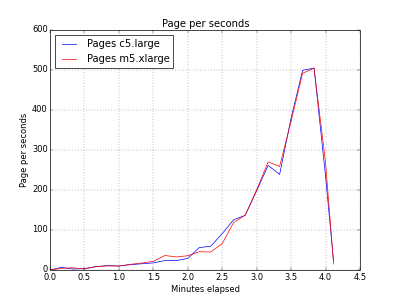 Page per seconds
Pages c5.large
Pages m5.xlarge
600
500
400
300
200
100
0
Page per seconds
0.0 0.5 1.0 1.5 2.0 2.5 3.0 3.5 4.0 4.5
Minutes elapsed